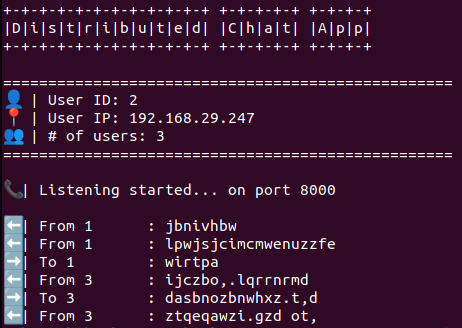 +-+-+-+-+-+-+-+-+-+-+-+ +-+-+-+-+ +-+-+-+
|D|i|s|t|r|i|b|u|t|e|d| |C|h|a|t| |A|p|p|
+-+-+-+-+-+-+-+-+-+-+-+ +-+-+-+-+ +-+-+-+
==================================================
| User ID: 2
| User IP: 192.168.29.247
| # of users: 3
==================================================
| Listening started... on port 8000
| From 1 : jbnivhbw
| From 1 : lpwjsjcimcmwenuzzfe
| To 1 : wirtpa
| From 3 : ijczbo,.lqrrnrmd
| To 3 : dasbnozbnwhxz.t,d
| From 3 : ztqeqawzi.gzd ot,